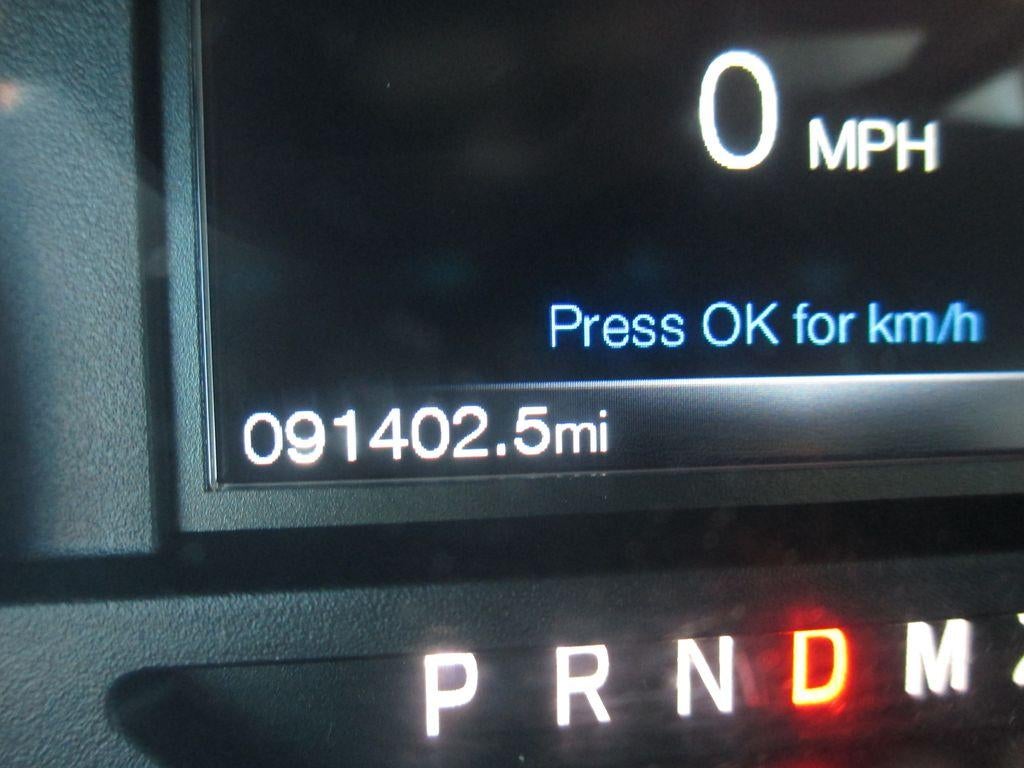 0 MPH
Press OK for km/h
091402.5mi
P R N D M